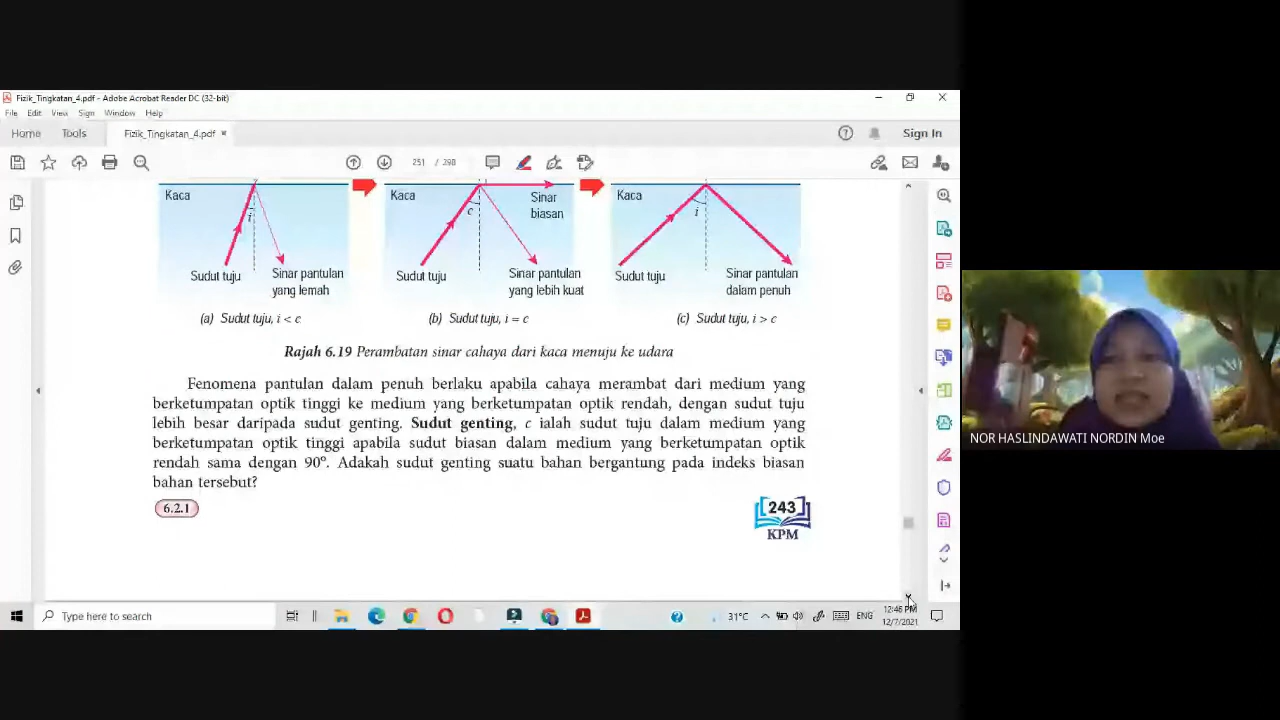 Fizik_Tingkatan_4.pdf - Adobe Acrobat Reader DC (32-bit)
File Edit View Sign Window Help
Home Tools Fizik_Tingkatan_4.pdf × Sign In
251 / 298
Kaca Kaca Sinar biasan Kaca
i c i
Sudut tuju Sinar pantulan yang lemah Sudut tuju Sinar pantulan yang lebih kuat Sudut tuju Sinar pantulan dalam penuh
(a) Sudut tuju, i < c (b) Sudut tuju, i = c (c) Sudut tuju, i > c
Rajah 6.19 Perambatan sinar cahaya dari kaca menuju ke udara
Fenomena pantulan dalam penuh berlaku apabila cahaya merambat dari medium yang
berketumpatan optik tinggi ke medium yang berketumpatan optik rendah, dengan sudut tuju
lebih besar daripada sudut genting. Sudut genting, c ialah sudut tuju dalam medium yang
berketumpatan optik tinggi apabila sudut biasan dalam medium yang berketumpatan optik
rendah sama dengan 90°. Adakah sudut genting suatu bahan bergantung pada indeks biasan
bahan tersebut?
6.2.1
243
KPM
NOR HASLINDAWATI NORDIN Moe
Type here to search
31°C
ENG
12:46 PM
12/7/2021